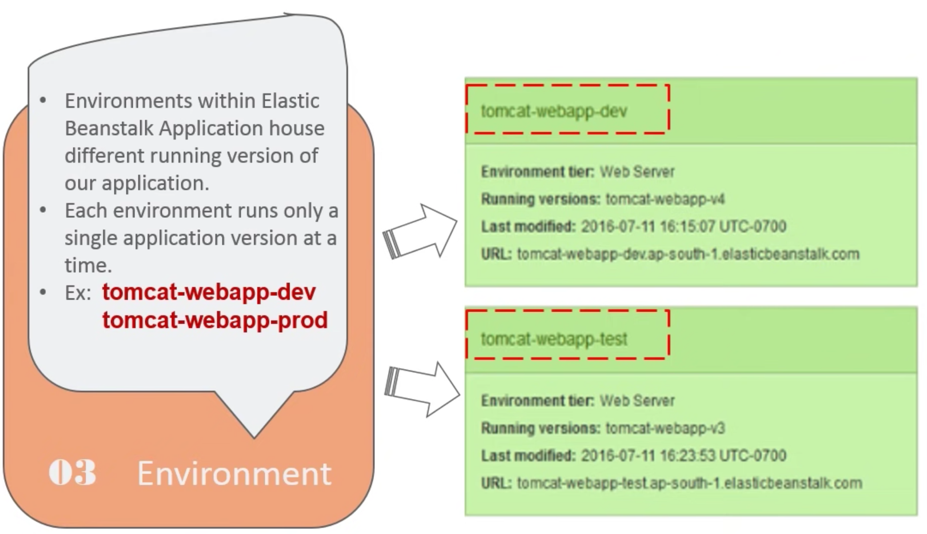 • Environments within Elastic
Beanstalk Application house
different running version of
our application.
• Each environment runs only a
single application version at a
time.
• Ex: tomcat-webapp-dev
tomcat-webapp-prod
03 Environment
tomcat-webapp-dev
Environment tier: Web Server
Running versions: tomcat-webapp-v4
Last modified: 2016-07-11 16:15:07 UTC-0700
URL: tomcat-webapp-dev.ap-south-1.elasticbeanstalk.com
tomcat-webapp-test
Environment tier: Web Server
Running versions: tomcat-webapp-v3
Last modified: 2016-07-11 16:23:53 UTC-0700
URL: tomcat-webapp-test.ap-south-1.elasticbeanstalk.com